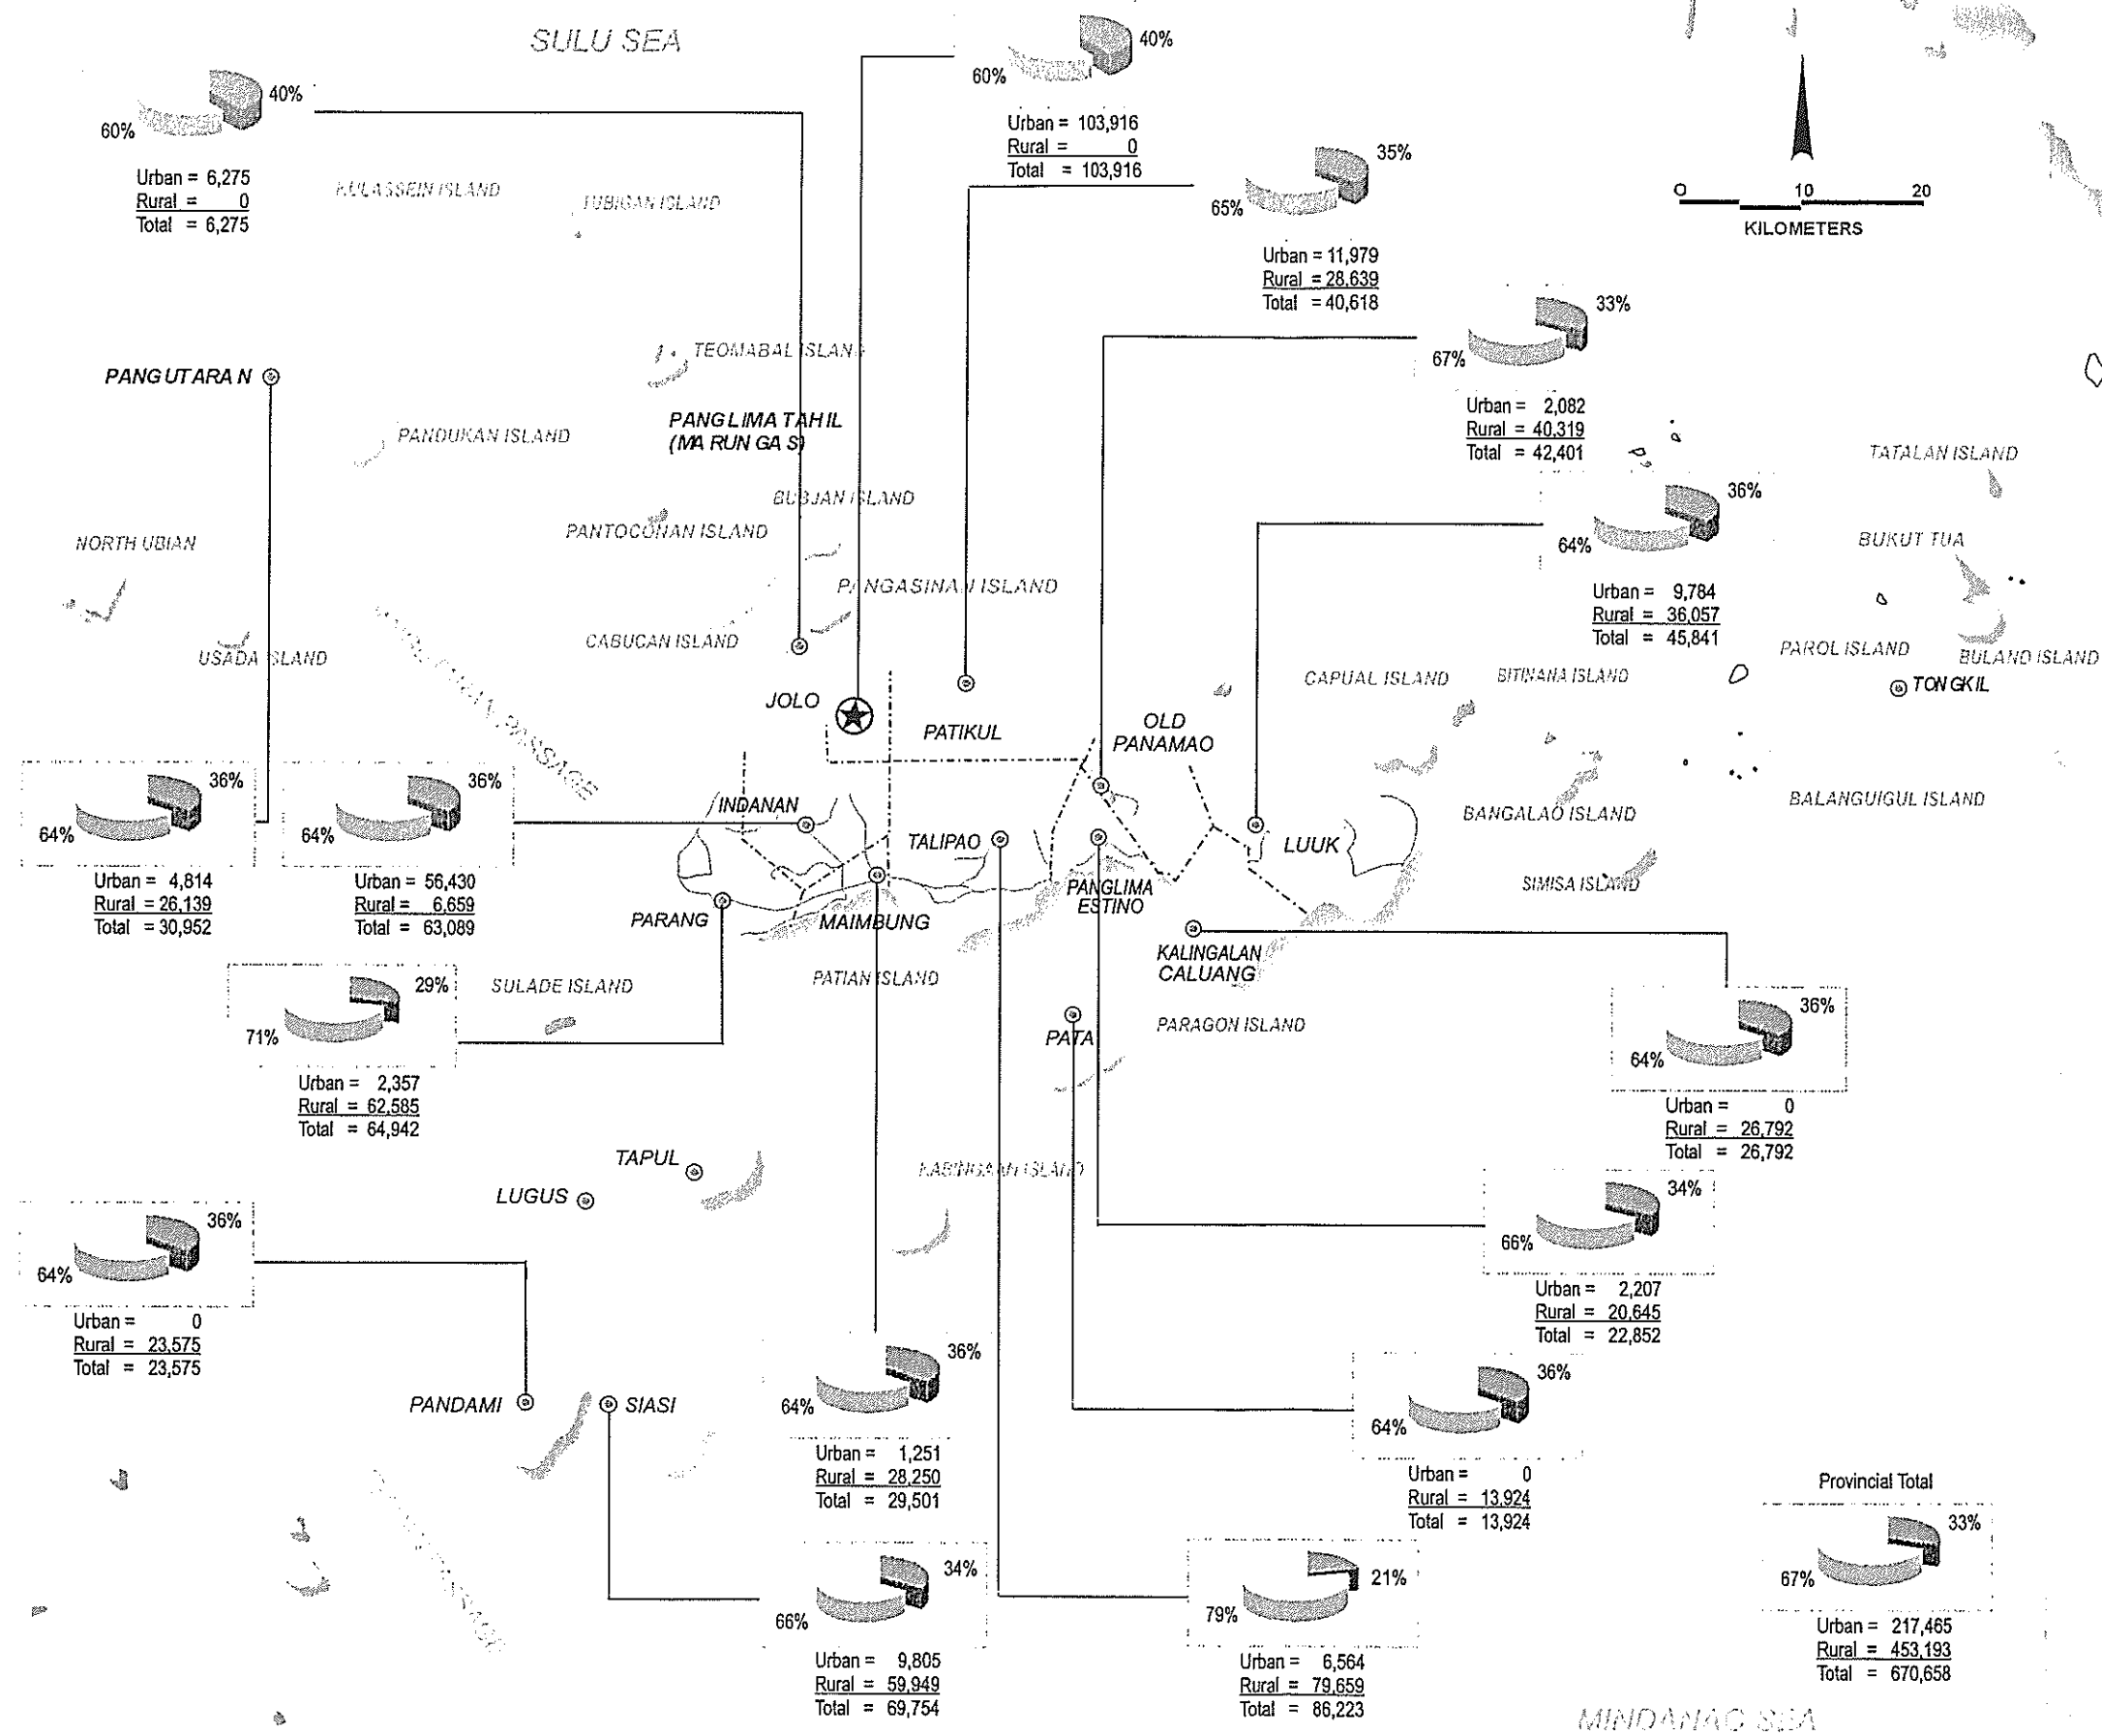 SULU SEA
40%
60%
Urban = 6,275
Rural = 0
Total = 6,275
40%
60%
Urban = 103,916
Rural = 0
Total = 103,916
35%
65%
Urban = 11,979
Rural = 28,639
Total = 40,618
0 10 20
KILOMETERS
33%
67%
Urban = 2,082
Rural = 40,319
Total = 42,401
36%
64%
Urban = 9,784
Rural = 36,057
Total = 45,841
TUBIGAN ISLAND
TEOMABAL ISLAND
PANGUTARAN
PANDUKAN ISLAND
PANGLIMA TAHIL
(MARUNGAS)
BUBJAN ISLAND
PANTOCONAN ISLAND
NORTH UBIAN
USADA ISLAND
PANGASINAN ISLAND
CABUCAN ISLAND
TATALAN ISLAND
BUKUT TUA
PAROL ISLAND
BULAND ISLAND
TONGKIL
CAPUAL ISLAND
BITINANA ISLAND
JOLO
PATIKUL
OLD
PANAMAO
BALANGUIGUL ISLAND
BANGALAO ISLAND
SIMISA ISLAND
36%
64%
Urban = 4,814
Rural = 26,139
Total = 30,952
36%
64%
Urban = 56,430
Rural = 6,659
Total = 63,089
INDANAN
TALIPAO
LUUK
PANGLIMA
ESTINO
PARANG
MAIMBUNG
KALINGALAN
CALUANG
29%
71%
Urban = 2,357
Rural = 62,585
Total = 64,942
SULADE ISLAND
PATIAN ISLAND
PATA
PARAGON ISLAND
36%
64%
Urban = 0
Rural = 26,792
Total = 26,792
TAPUL
LUGUS
KABINGAAN ISLAND
34%
66%
Urban = 2,207
Rural = 20,645
Total = 22,852
36%
64%
Urban = 0
Rural = 23,575
Total = 23,575
PANDAMI
SIASI
36%
64%
Urban = 1,251
Rural = 28,250
Total = 29,501
36%
64%
Urban = 0
Rural = 13,924
Total = 13,924
34%
66%
Urban = 9,805
Rural = 59,949
Total = 69,754
21%
79%
Urban = 6,564
Rural = 79,659
Total = 86,223
Provincial Total
33%
67%
Urban = 217,465
Rural = 453,193
Total = 670,658
PASSAGE
PASSAGE
MINDANAO SEA